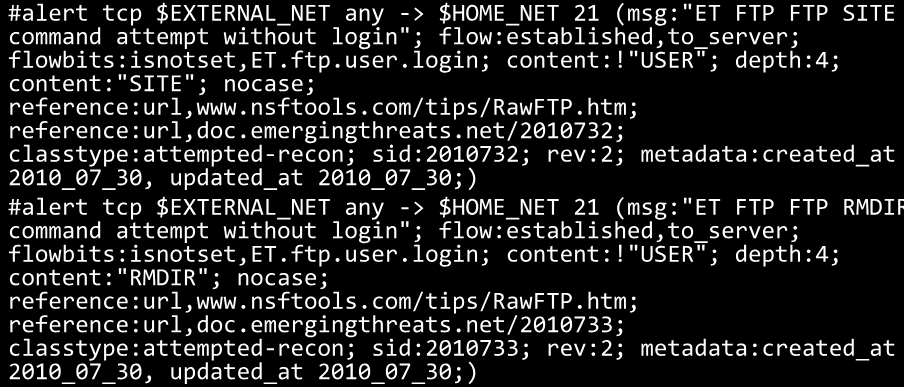 #alert tcp $EXTERNAL_NET any -> $HOME_NET 21 (msg:"ET FTP FTP SITE
command attempt without login"; flow:established,to_server;
flowbits:isnotset,ET.ftp.user.login; content:!"USER"; depth:4;
content:"SITE"; nocase;
reference:url,www.nsftools.com/tips/RawFTP.htm;
reference:url,doc.emergingthreats.net/2010732;
classtype:attempted-recon; sid:2010732; rev:2; metadata:created_at
2010_07_30, updated_at 2010_07_30;)
#alert tcp $EXTERNAL_NET any -> $HOME_NET 21 (msg:"ET FTP FTP RMDIR
command attempt without login"; flow:established,to_server;
flowbits:isnotset,ET.ftp.user.login; content:!"USER"; depth:4;
content:"RMDIR"; nocase;
reference:url,www.nsftools.com/tips/RawFTP.htm;
reference:url,doc.emergingthreats.net/2010733;
classtype:attempted-recon; sid:2010733; rev:2; metadata:created_at
2010_07_30, updated_at 2010_07_30;)